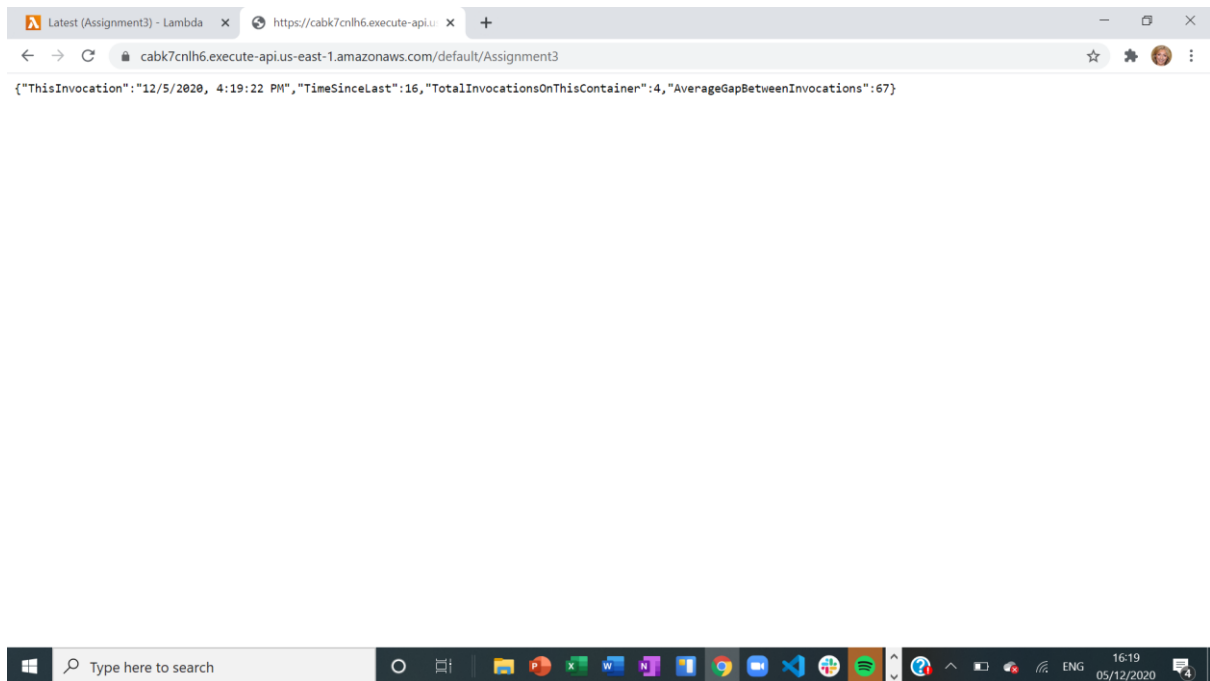 Latest (Assignment3) - Lambda
https://cabk7cnlh6.execute-api.u
cabk7cnlh6.execute-api.us-east-1.amazonaws.com/default/Assignment3
{"ThisInvocation":"12/5/2020, 4:19:22 PM","TimeSinceLast":16,"TotalInvocationsOnThisContainer":4,"AverageGapBetweenInvocations":67}
Type here to search
ENG
16:19
05/12/2020
4